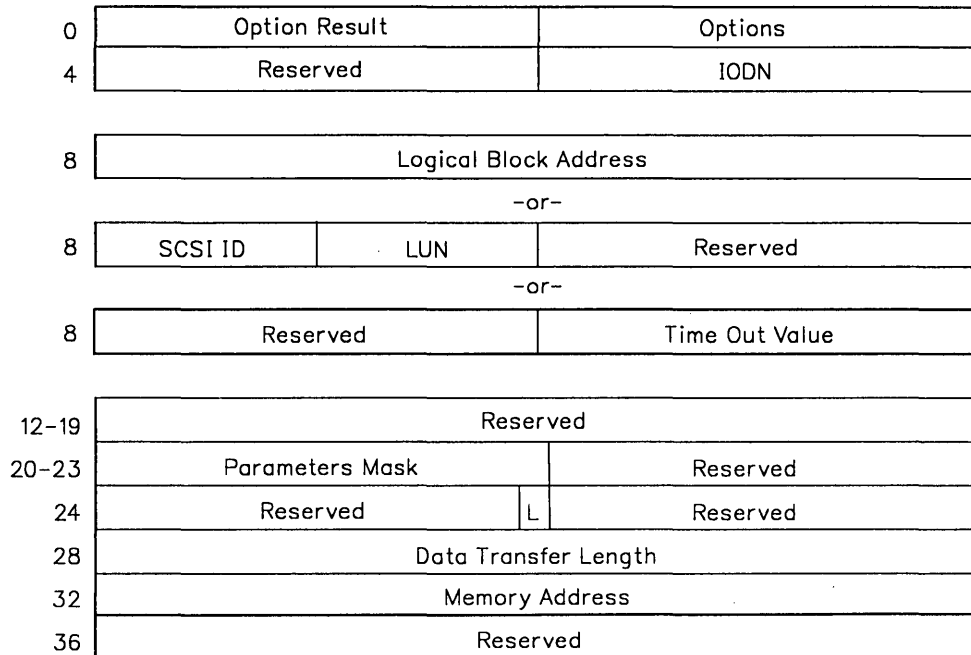 0 Option Result Options
4 Reserved IODN
8 Logical Block Address
-or-
8 SCSI ID LUN Reserved
-or-
8 Reserved Time Out Value
12-19 Reserved
20-23 Parameters Mask Reserved
24 Reserved L Reserved
28 Data Transfer Length
32 Memory Address
36 Reserved